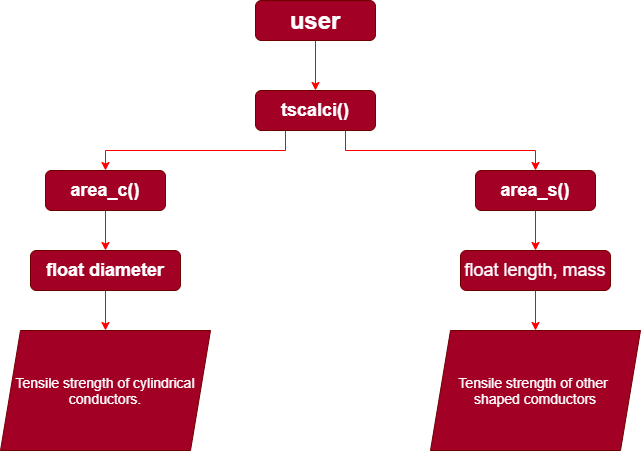 user
tscalci()
area_c()
area_s()
float diameter
float length, mass
Tensile strength of cylindrical
conductors.
Tensile strength of other
shaped comductors